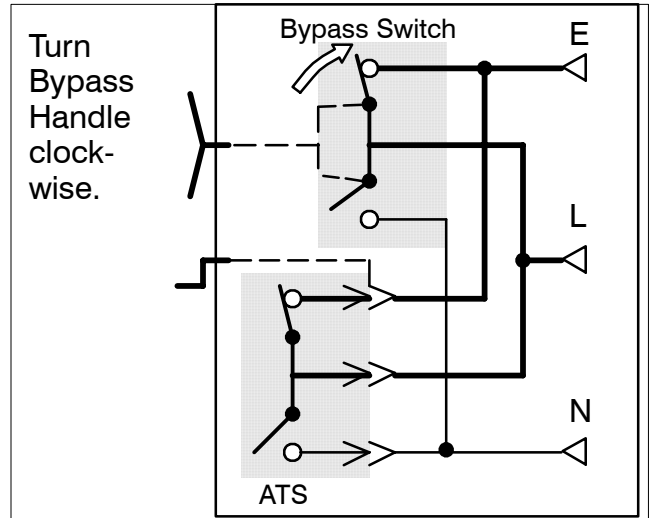 Turn
Bypass
Handle
clock-
wise.
Bypass Switch
E
L
N
ATS